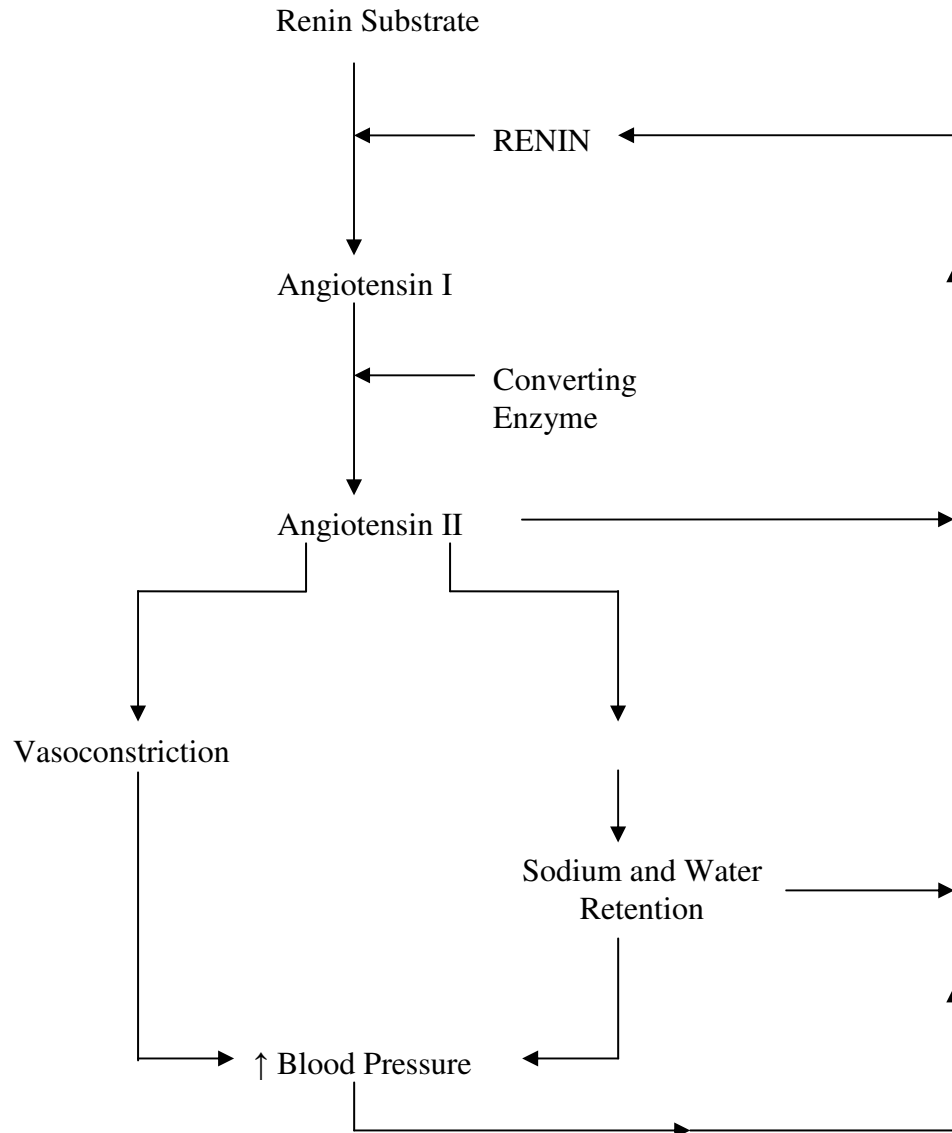 Renin Substrate
RENIN
Angiotensin I
Converting
Enzyme
Angiotensin II
Vasoconstriction
Sodium and Water
Retention
↑ Blood Pressure